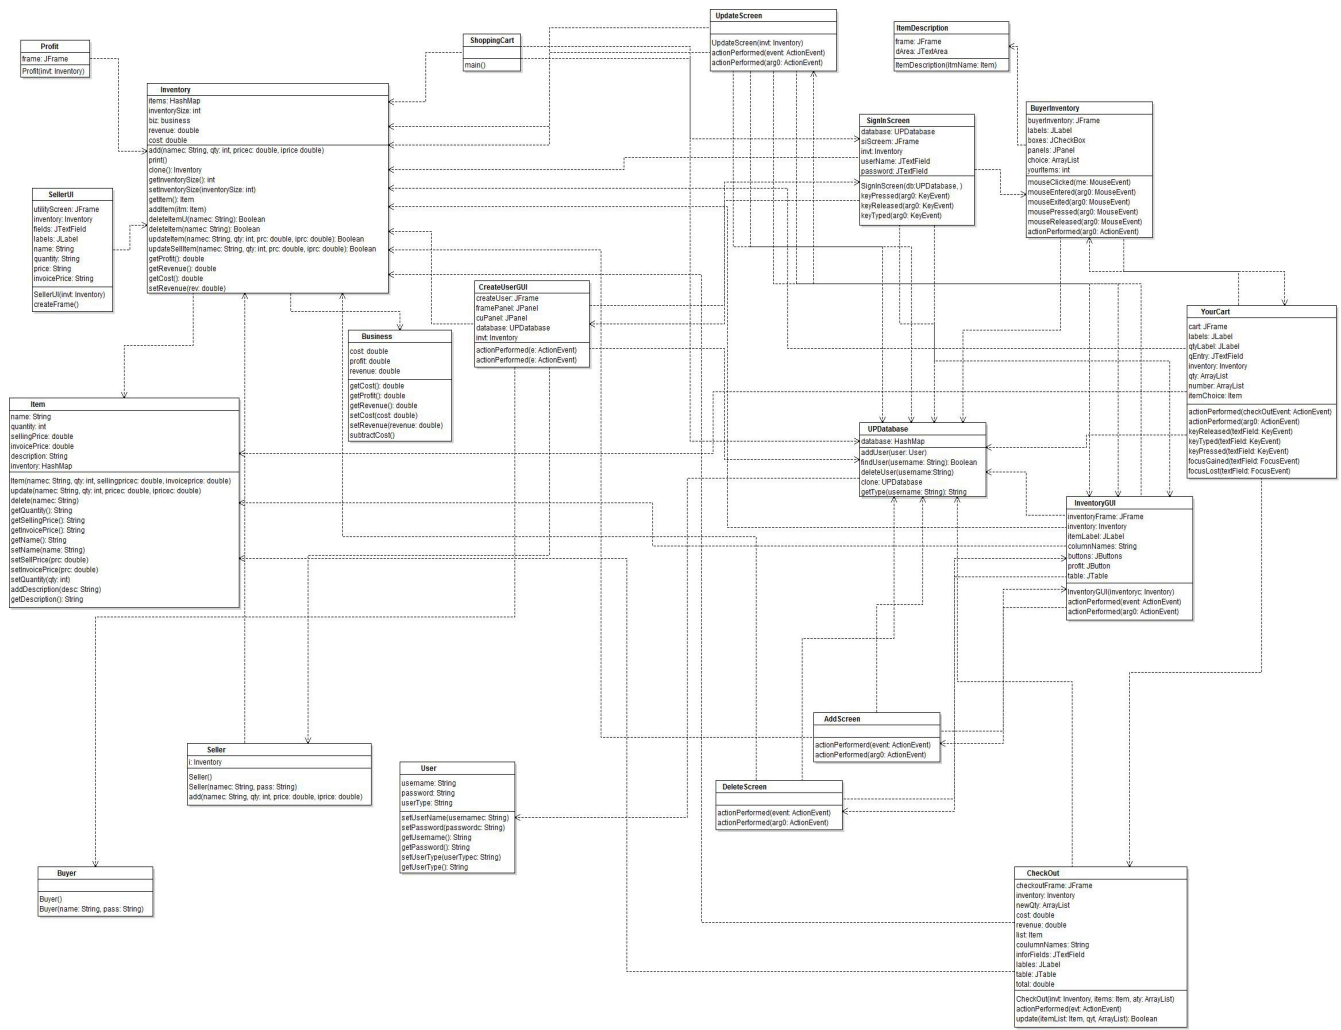 Profit
frame: JFrame
Profit(invt: Inventory)
ShoppingCart
main()
UpdateScreen
UpdateScreen(invt: Inventory)
actionPerformed(event: ActionEvent)
actionPerformed(arg0: ActionEvent)
ItemDescription
frame: JFrame
dArea: JTextArea
ItemDescription(itmName: Item)
Inventory
items: HashMap
inventorySize: int
biz: business
revenue: double
cost: double
add(namec: String, qty: int, pricec: double, iprice double)
print()
clone(): Inventory
getInventorySize(): int
setInventorySize(inventorySize: int)
getItem(): Item
addItem(itm: Item)
deleteItemU(namec: String): Boolean
deleteItem(namec: String): Boolean
updateItem(namec: String, qty: int, prc: double, iprc: double): Boolean
updateSellItem(namec: String, qty: int, prc: double, iprc: double): Boolean
getProfit(): double
getRevenue(): double
getCost(): double
setRevenue(rev: double)
SignInScreen
database: UPDatabase
siScreem: JFrame
invt: Inventory
userName: JTextField
password: JTextField
SignInScreen(db:UPDatabase, )
keyPressed(arg0: KeyEvent)
keyReleased(arg0: KeyEvent)
keyTyped(arg0: KeyEvent)
BuyerInventory
buyerInventory: JFrame
labels: JLabel
boxes: JCheckBox
panels: JPanel
choice: ArrayList
yourItems: int
mouseClicked(me: MouseEvent)
mouseEntered(arg0: MouseEvent)
mouseExited(arg0: MouseEvent)
mousePressed(arg0: MouseEvent)
mouseReleased(arg0: MouseEvent)
actionPerformed(arg0: ActionEvent)
SellerUI
utilityScreen: JFrame
inventory: Inventory
fields: JTextField
labels: JLabel
name: String
quantity: String
price: String
invoicePrice: String
SellerUI(invt: Inventory)
createFrame()
CreateUserGUI
createUser: JFrame
framePanel: JPanel
cuPanel: JPanel
database: UPDatabase
invt: Inventory
actionPerformed(e: ActionEvent)
actionPerformed(e: ActionEvent)
Business
cost: double
profit: double
revenue: double
getCost(): double
getProfit(): double
getRevenue(): double
setCost(cost: double)
setRevenue(revenue: double)
subtractCost()
YourCart
cart: JFrame
labels: JLabel
qtyLabel: JLabel
qEntry: JTextField
inventory: Inventory
qty: ArrayList
number: ArrayList
itemChoice: Item
actionPerformed(checkOutEvent: ActionEvent)
actionPerformed(arg0: ActionEvent)
keyReleased(textField: KeyEvent)
keyTyped(textField: KeyEvent)
keyPressed(textField: KeyEvent)
focusGained(textField: FocusEvent)
focusLost(textField: FocusEvent)
Item
name: String
quantity: int
sellingPrice: double
invoicePrice: double
description: String
inventory: HashMap
Item(namec: String, qty: int, sellingpricec: double, invoiceprice: double)
update(namec: String, qty: int, pricec: double, ipricec: double)
delete(namec: String)
getQuantity(): String
getSellingPrice(): String
getInvoicePrice(): String
getName(): String
setName(name: String)
setSellPrice(prc: double)
setInvoicePrice(prc: double)
setQuantity(qty: int)
addDescription(desc: String)
getDescription(): String
UPDatabase
database: HashMap
addUser(user: User)
findUser(username: String): Boolean
deleteUser(username:String)
clone: UPDatabase
getType(username: String): String
InventoryGUI
inventoryFrame: JFrame
inventory: Inventory
itemLabel: JLabel
columnNames: String
buttons: JButtons
profit: JButton
table: JTable
InventoryGUI(inventoryc: Inventory)
actionPerformed(event: ActionEvent)
actionPerformed(arg0: ActionEvent)
AddScreen
actionPerformerd(event: ActionEvent)
actionPerformed(arg0: ActionEvent)
Seller
i: Inventory
Seller()
Seller(namec: String, pass: String)
add(namec: String, qty: int, price: double, iprice: double)
User
username: String
password: String
userType: String
setUserName(usernamec: String)
setPassword(passwordc: String)
getUsername(): String
getPassword(): String
setUserType(userTypec: String)
getUserType(): String
DeleteScreen
actionPerformed(event: ActionEvent)
actionPerformed(arg0: ActionEvent)
Buyer
Buyer()
Buyer(name: String, pass: String)
CheckOut
checkoutFrame: JFrame
inventory: Inventory
newQty: ArrayList
cost: double
revenue: double
list: Item
coulumnNames: String
inforFields: JTextField
lables: JLabel
table: JTable
total: double
CheckOut(invt: Inventory, items: Item, aty: ArrayList)
actionPerformed(evt: ActionEvent)
update(itemList: Item, qyt, ArrayList): Boolean